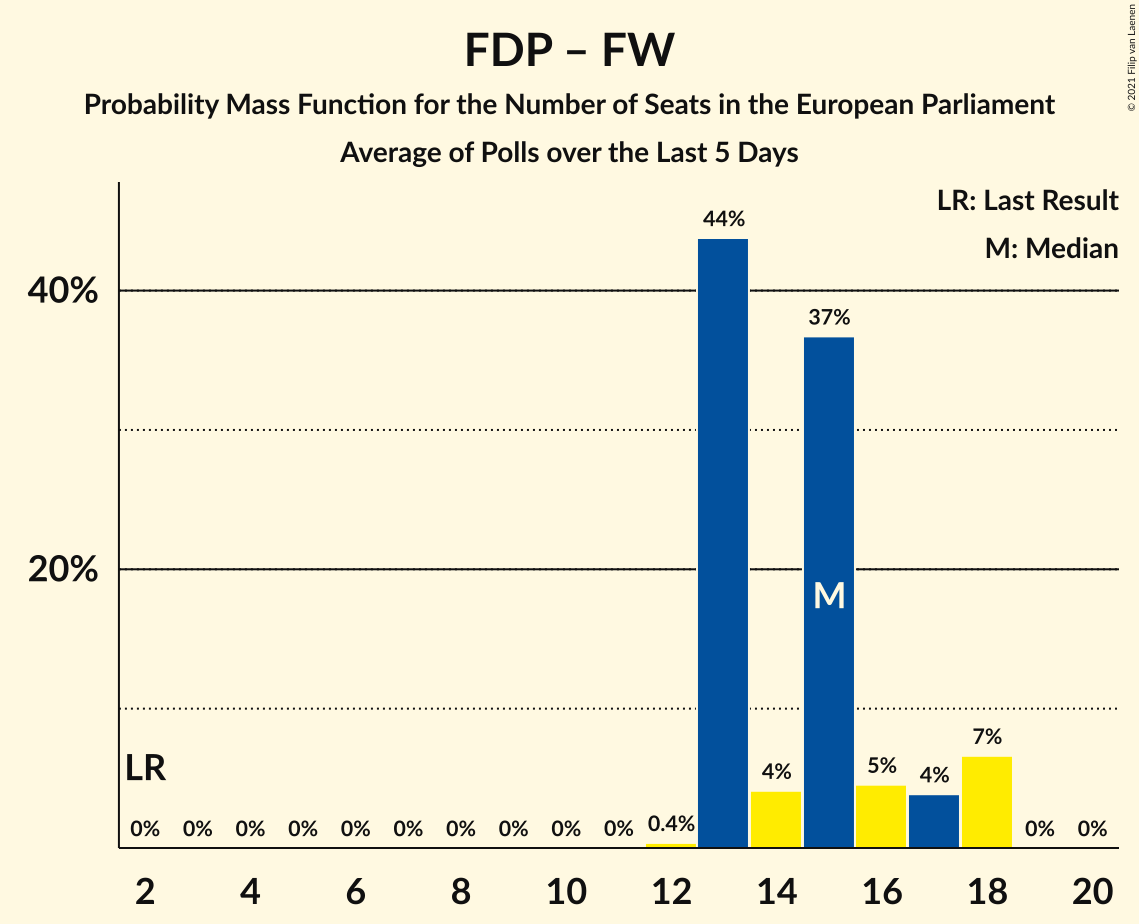 FDP – FW
Probability Mass Function for the Number of Seats in the European Parliament
Average of Polls over the Last 5 Days
© 2021 Filip van Laenen
LR: Last Result
M: Median
40%
20%
LR
M
0% 0% 0% 0% 0% 0% 0% 0% 0% 0% 0.4% 44% 4% 37% 5% 4% 7% 0% 0%
2 4 6 8 10 12 14 16 18 20